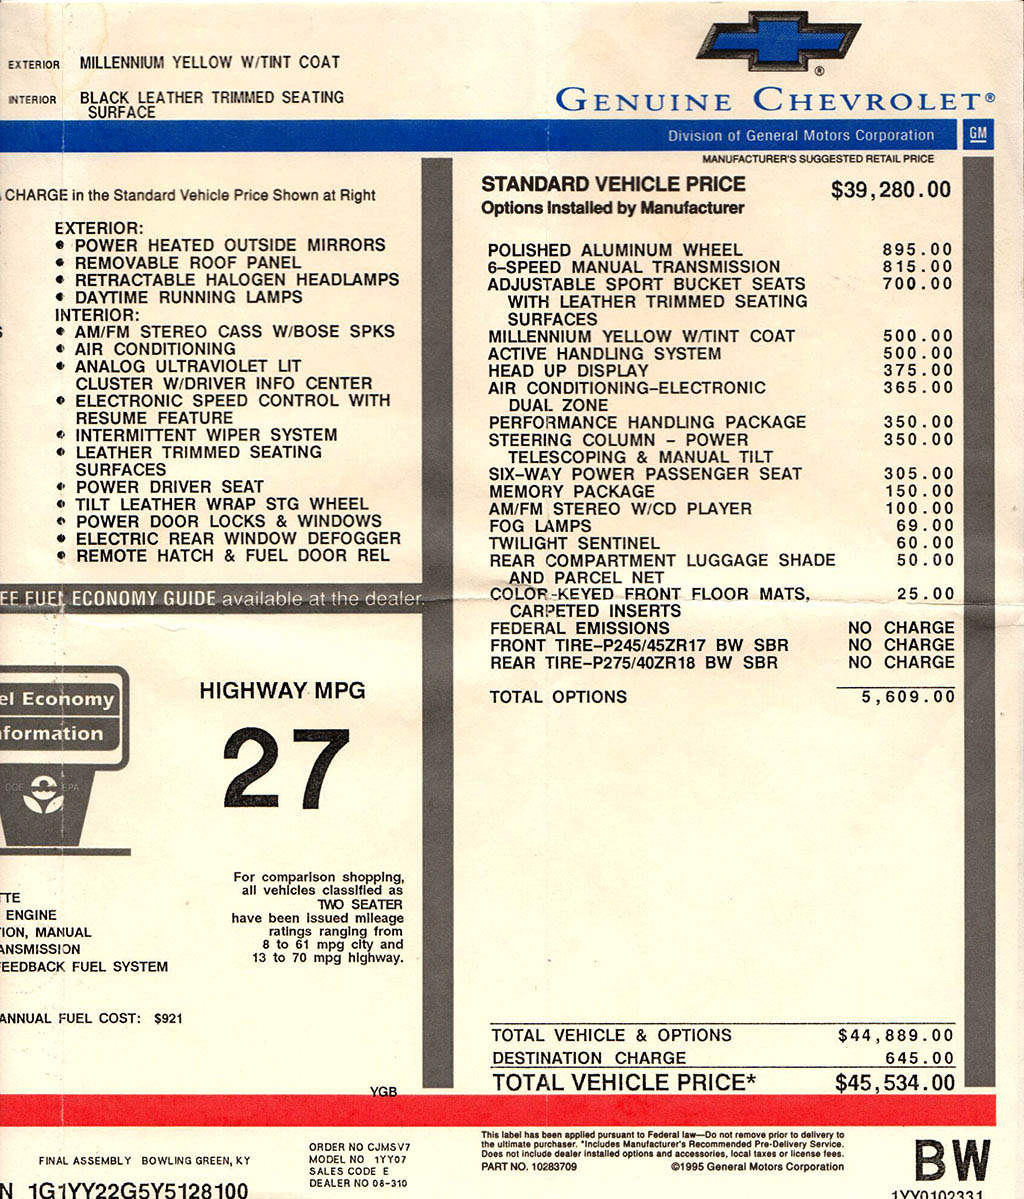 EXTERIOR MILLENNIUM YELLOW W/TINT COAT
INTERIOR BLACK LEATHER TRIMMED SEATING
SURFACE
GENUINE CHEVROLET®
Division of General Motors Corporation GM
MANUFACTURER'S SUGGESTED RETAIL PRICE
CHARGE in the Standard Vehicle Price Shown at Right
EXTERIOR:
• POWER HEATED OUTSIDE MIRRORS
• REMOVABLE ROOF PANEL
• RETRACTABLE HALOGEN HEADLAMPS
• DAYTIME RUNNING LAMPS
INTERIOR:
• AM/FM STEREO CASS W/BOSE SPKS
• AIR CONDITIONING
• ANALOG ULTRAVIOLET LIT
CLUSTER W/DRIVER INFO CENTER
• ELECTRONIC SPEED CONTROL WITH
RESUME FEATURE
• INTERMITTENT WIPER SYSTEM
• LEATHER TRIMMED SEATING
SURFACES
• POWER DRIVER SEAT
• TILT LEATHER WRAP STG WHEEL
• POWER DOOR LOCKS & WINDOWS
• ELECTRIC REAR WINDOW DEFOGGER
• REMOTE HATCH & FUEL DOOR REL
EE FUEL ECONOMY GUIDE available at the dealer.
el Economy
nformation
DOE EPA
HIGHWAY MPG
27
For comparison shopping,
all vehicles classified as
TWO SEATER
have been issued mileage
ratings ranging from
8 to 61 mpg city and
13 to 70 mpg highway.
TTE
ENGINE
ION, MANUAL
ANSMISSION
FEEDBACK FUEL SYSTEM
ANNUAL FUEL COST: $921
YGB
STANDARD VEHICLE PRICE $39,280.00
Options Installed by Manufacturer
POLISHED ALUMINUM WHEEL 895.00
6-SPEED MANUAL TRANSMISSION 815.00
ADJUSTABLE SPORT BUCKET SEATS 700.00
WITH LEATHER TRIMMED SEATING
SURFACES
MILLENNIUM YELLOW W/TINT COAT 500.00
ACTIVE HANDLING SYSTEM 500.00
HEAD UP DISPLAY 375.00
AIR CONDITIONING-ELECTRONIC 365.00
DUAL ZONE
PERFORMANCE HANDLING PACKAGE 350.00
STEERING COLUMN - POWER 350.00
TELESCOPING & MANUAL TILT
SIX-WAY POWER PASSENGER SEAT 305.00
MEMORY PACKAGE 150.00
AM/FM STEREO W/CD PLAYER 100.00
FOG LAMPS 69.00
TWILIGHT SENTINEL 60.00
REAR COMPARTMENT LUGGAGE SHADE 50.00
AND PARCEL NET
COLOR-KEYED FRONT FLOOR MATS, 25.00
CARPETED INSERTS
FEDERAL EMISSIONS NO CHARGE
FRONT TIRE-P245/45ZR17 BW SBR NO CHARGE
REAR TIRE-P275/40ZR18 BW SBR NO CHARGE
TOTAL OPTIONS 5,609.00
TOTAL VEHICLE & OPTIONS $44,889.00
DESTINATION CHARGE 645.00
TOTAL VEHICLE PRICE* $45,534.00
FINAL ASSEMBLY BOWLING GREEN, KY
N 1G1YY22G5Y5128100
ORDER NO CJMSV7
MODEL NO 1YY07
SALES CODE E
DEALER NO 08-310
This label has been applied pursuant to Federal law—Do not remove prior to delivery to
the ultimate purchaser. *Includes Manufacturer's Recommended Pre-Delivery Service.
Does not include dealer installed options and accessories, local taxes or license fees.
PART NO. 10283709 ©1995 General Motors Corporation
BW
1YY0102331